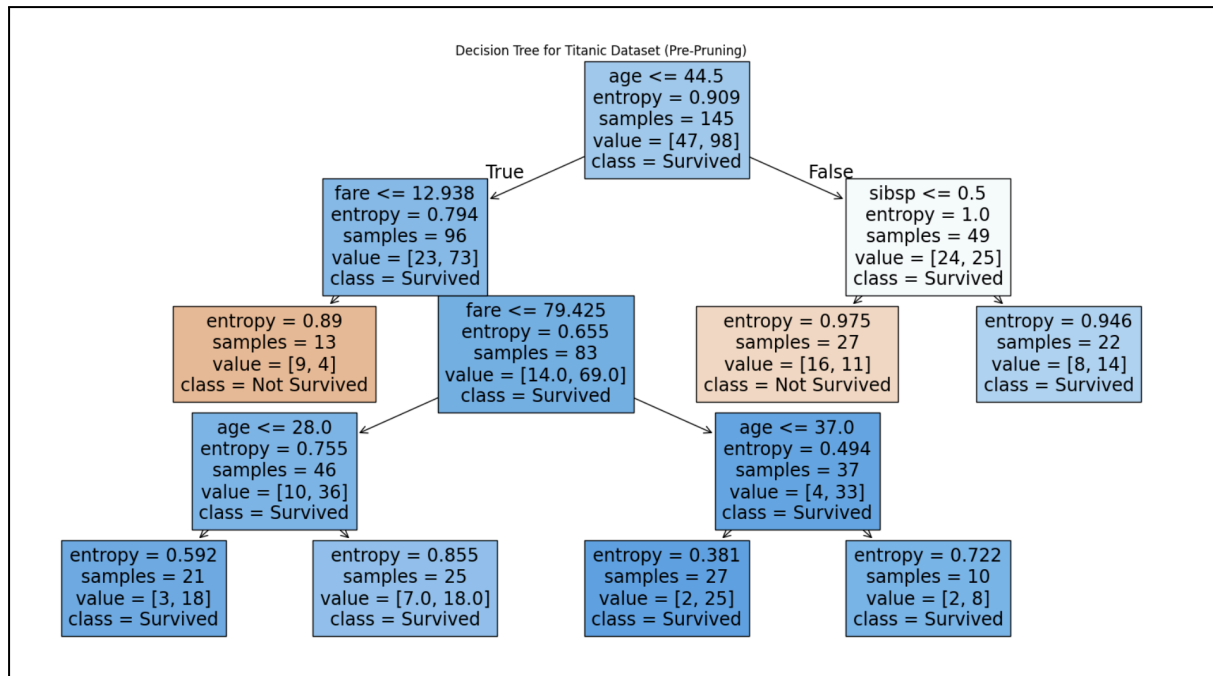 Decision Tree for Titanic Dataset (Pre-Pruning)
age <= 44.5
entropy = 0.909
samples = 145
value = [47, 98]
class = Survived
True
False
fare <= 12.938
entropy = 0.794
samples = 96
value = [23, 73]
class = Survived
sibsp <= 0.5
entropy = 1.0
samples = 49
value = [24, 25]
class = Survived
entropy = 0.89
samples = 13
value = [9, 4]
class = Not Survived
fare <= 79.425
entropy = 0.655
samples = 83
value = [14.0, 69.0]
class = Survived
entropy = 0.975
samples = 27
value = [16, 11]
class = Not Survived
entropy = 0.946
samples = 22
value = [8, 14]
class = Survived
age <= 28.0
entropy = 0.755
samples = 46
value = [10, 36]
class = Survived
age <= 37.0
entropy = 0.494
samples = 37
value = [4, 33]
class = Survived
entropy = 0.592
samples = 21
value = [3, 18]
class = Survived
entropy = 0.855
samples = 25
value = [7.0, 18.0]
class = Survived
entropy = 0.381
samples = 27
value = [2, 25]
class = Survived
entropy = 0.722
samples = 10
value = [2, 8]
class = Survived